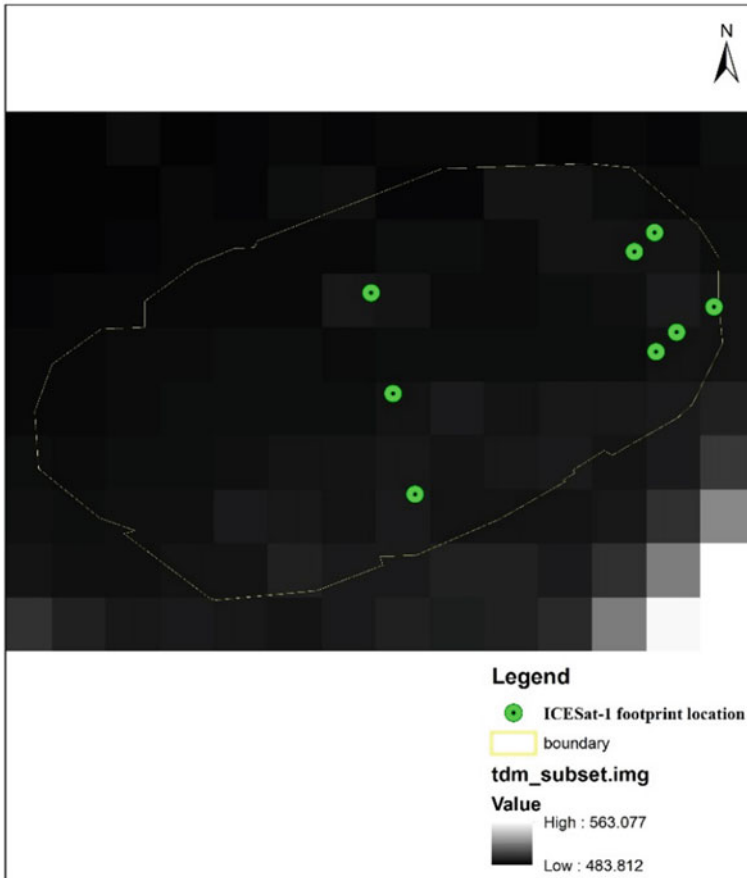 N
Legend
ICESat-1 footprint location
boundary
tdm_subset.img
Value
High : 563.077
Low : 483.812